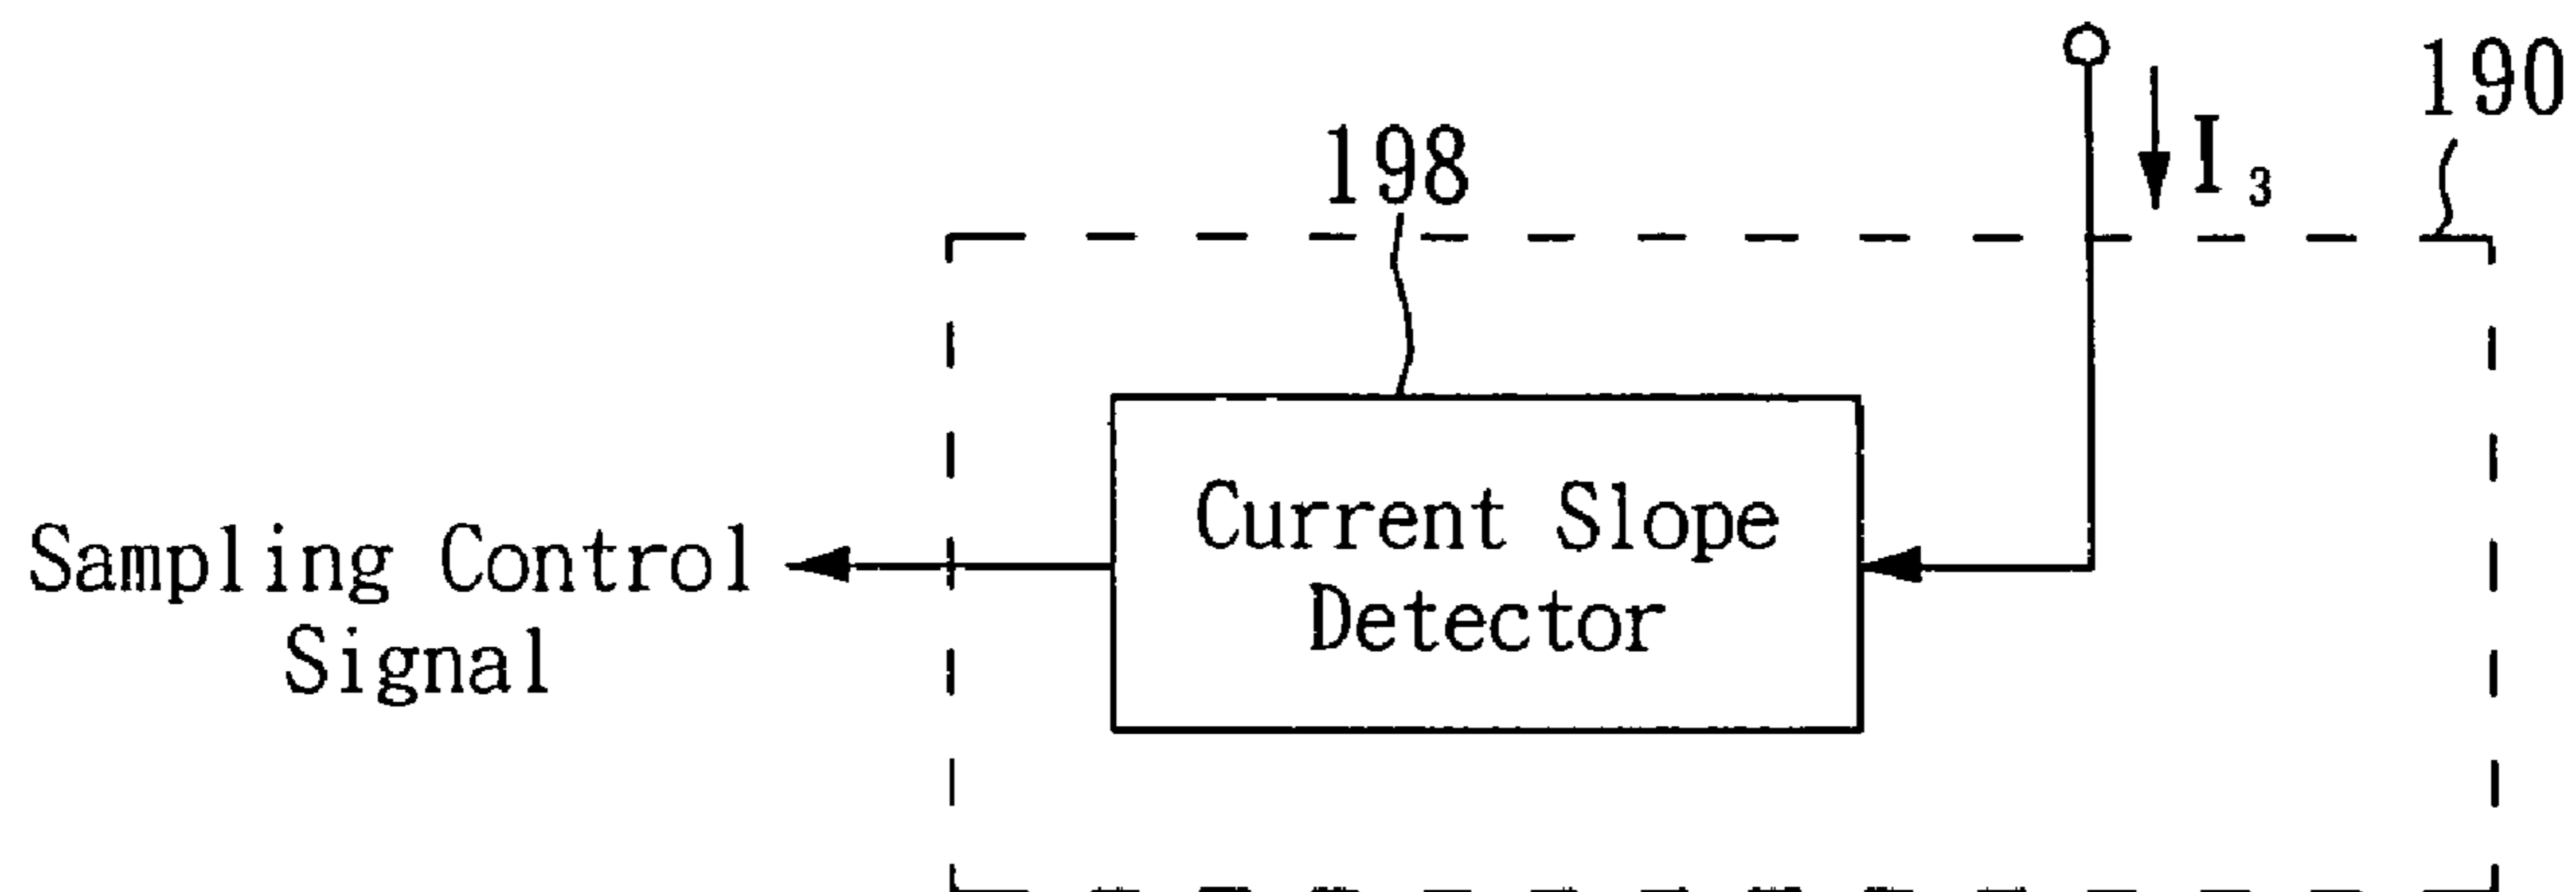 190
I₃
198
Current Slope
Detector
Sampling Control
Signal